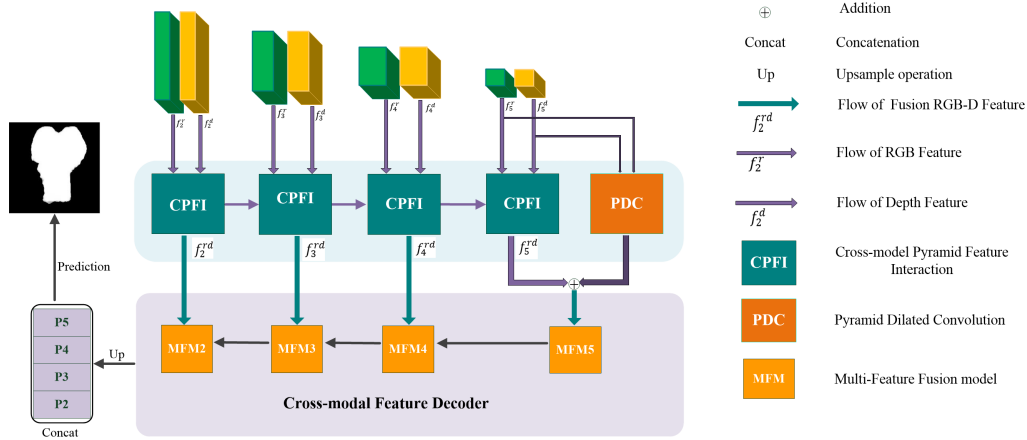 f_2^r f_2^d
f_3^r f_3^d
f_4^r f_4^d
f_5^r f_5^d
CPFI
CPFI
CPFI
CPFI
PDC
f_2^{rd}
f_3^{rd}
f_4^{rd}
f_5^{rd}
⊕
Prediction
P5
P4
P3
P2
Concat
Up
MFM2
MFM3
MFM4
MFM5
Cross-modal Feature Decoder
⊕ Addition
Concat Concatenation
Up Upsample operation
Flow of Fusion RGB-D Feature
f_2^{rd}
Flow of RGB Feature
f_2^r
Flow of Depth Feature
f_2^d
CPFI Cross-model Pyramid Feature
Interaction
PDC Pyramid Dilated Convolution
MFM Multi-Feature Fusion model